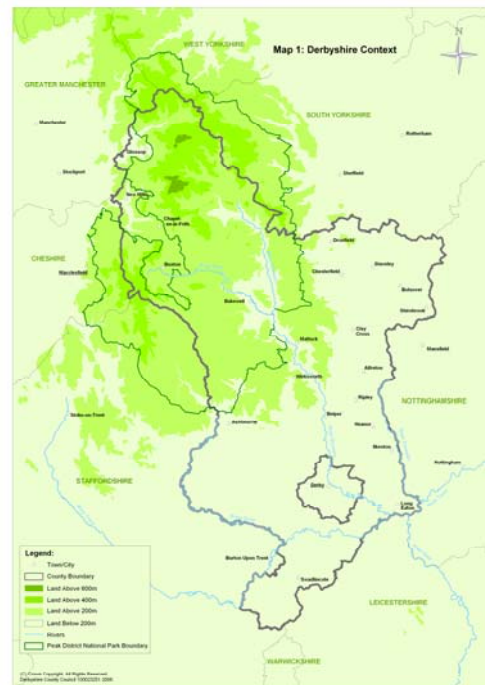 WEST YORKSHIRE
Map 1: Derbyshire Context
GREATER MANCHESTER
SOUTH YORKSHIRE
Manchester
Rotherham
Glossop
Stockport
Sheffield
New Mills
Chapel
-en-le-Frith
Dronfield
CHESHIRE
Buxton
Staveley
Macclesfield
Chesterfield
Bolsover
Bakewell
Shirebrook
Clay
Cross
Matlock
Mansfield
Alfreton
Wirksworth
Ripley
NOTTINGHAMSHIRE
Stoke-on-Trent
Ashbourne
Belper
Heanor
Ilkeston
Nottingham
STAFFORDSHIRE
Derby
Long
Eaton
Burton Upon Trent
Swadlincote
LEICESTERSHIRE
WARWICKSHIRE
Legend:
Town/City
County Boundary
Land Above 600m
Land Above 400m
Land Above 200m
Land Below 200m
Rivers
Peak District National Park Boundary
(C) Crown Copyright. All Rights Reserved.